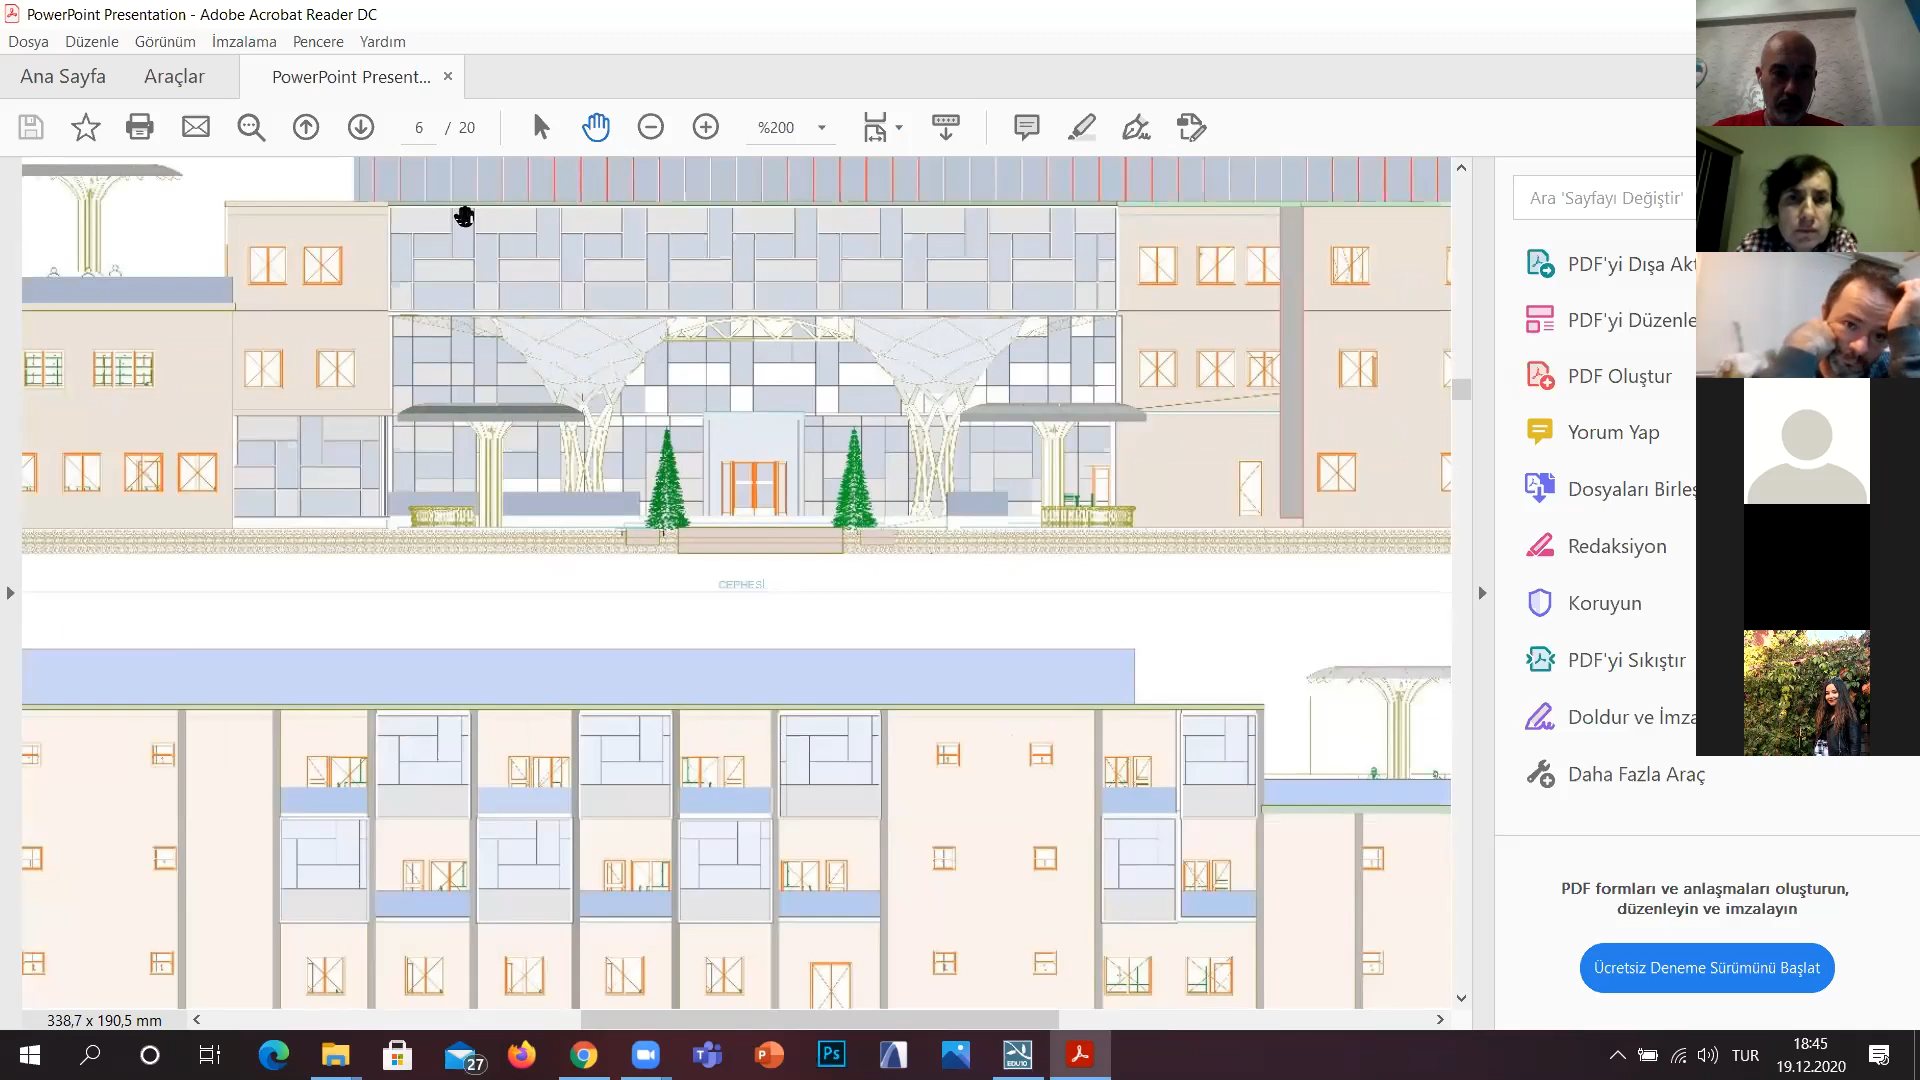 PowerPoint Presentation - Adobe Acrobat Reader DC
Dosya Düzenle Görünüm İmzalama Pencere Yardım
Ana Sayfa Araçlar PowerPoint Present... ×
6 / 20 %200
Ara 'Sayfayı Değiştir'
PDF'yi Dışa Akt
PDF'yi Düzenle
PDF Oluştur
Yorum Yap
Dosyaları Birleş
Redaksiyon
Koruyun
PDF'yi Sıkıştır
Doldur ve İmza
Daha Fazla Araç
CEPHESİ
PDF formları ve anlaşmaları oluşturun,
düzenleyin ve imzalayın
Ücretsiz Deneme Sürümünü Başlat
338,7 x 190,5 mm
27
Ps
EDU10
TUR
18:45
19.12.2020